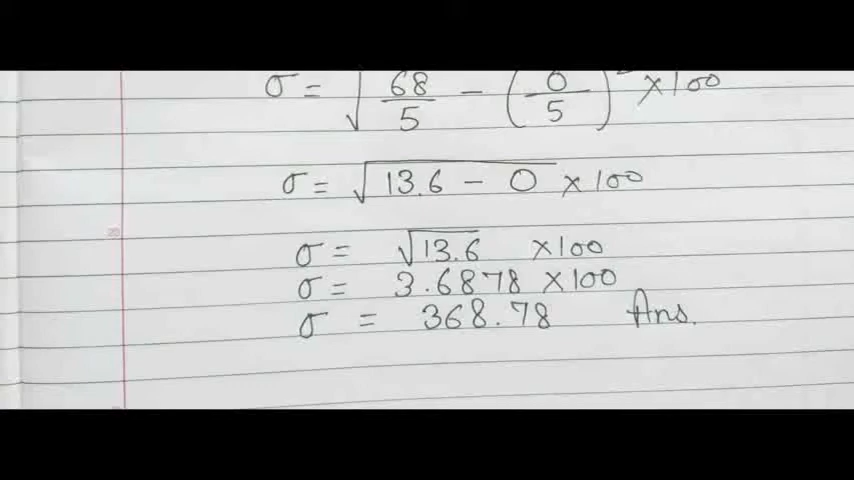 σ = √68/5 - (0/5)² × 100
σ = √13.6 - 0 × 100
σ = √13.6 × 100
σ = 3.6878 × 100
σ = 368.78 Ans.